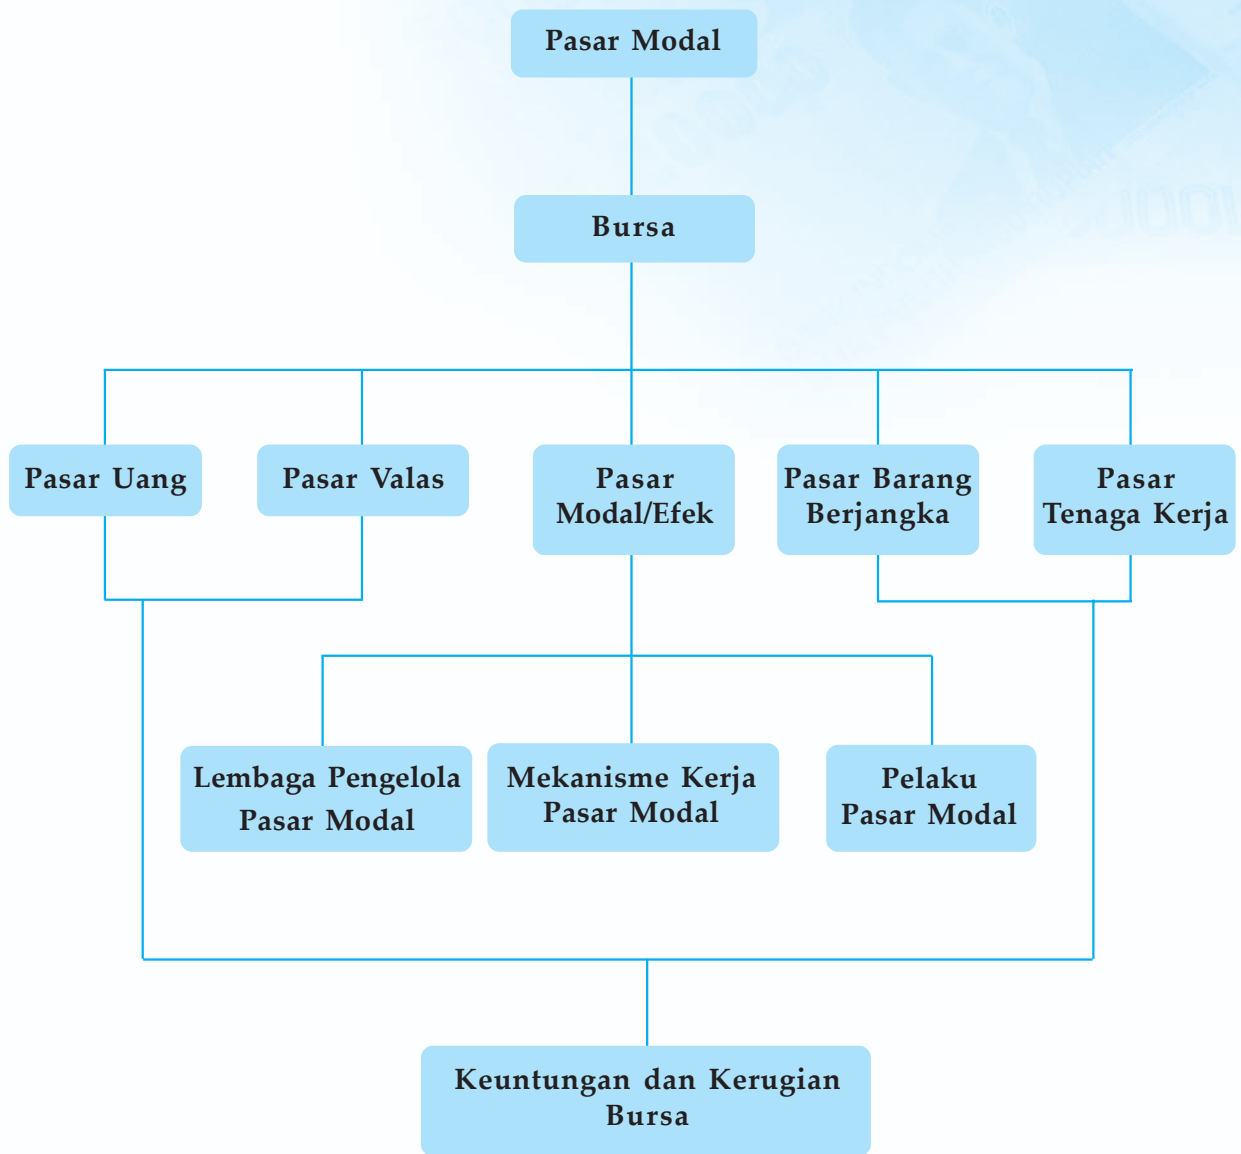 Pasar Modal
Bursa
Pasar Uang
Pasar Valas
Pasar
Modal/Efek
Pasar Barang
Berjangka
Pasar
Tenaga Kerja
Lembaga Pengelola
Pasar Modal
Mekanisme Kerja
Pasar Modal
Pelaku
Pasar Modal
Keuntungan dan Kerugian
Bursa